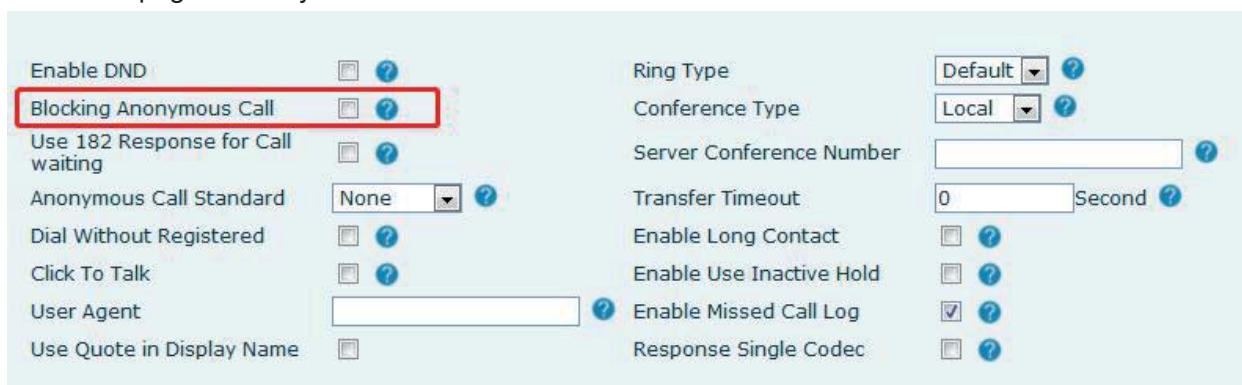 Enable DND
Ring Type
Default
Blocking Anonymous Call
Conference Type
Local
Use 182 Response for Call
waiting
Server Conference Number
Anonymous Call Standard
None
Transfer Timeout
0
Second
Dial Without Registered
Enable Long Contact
Click To Talk
Enable Use Inactive Hold
User Agent
Enable Missed Call Log
Use Quote in Display Name
Response Single Codec